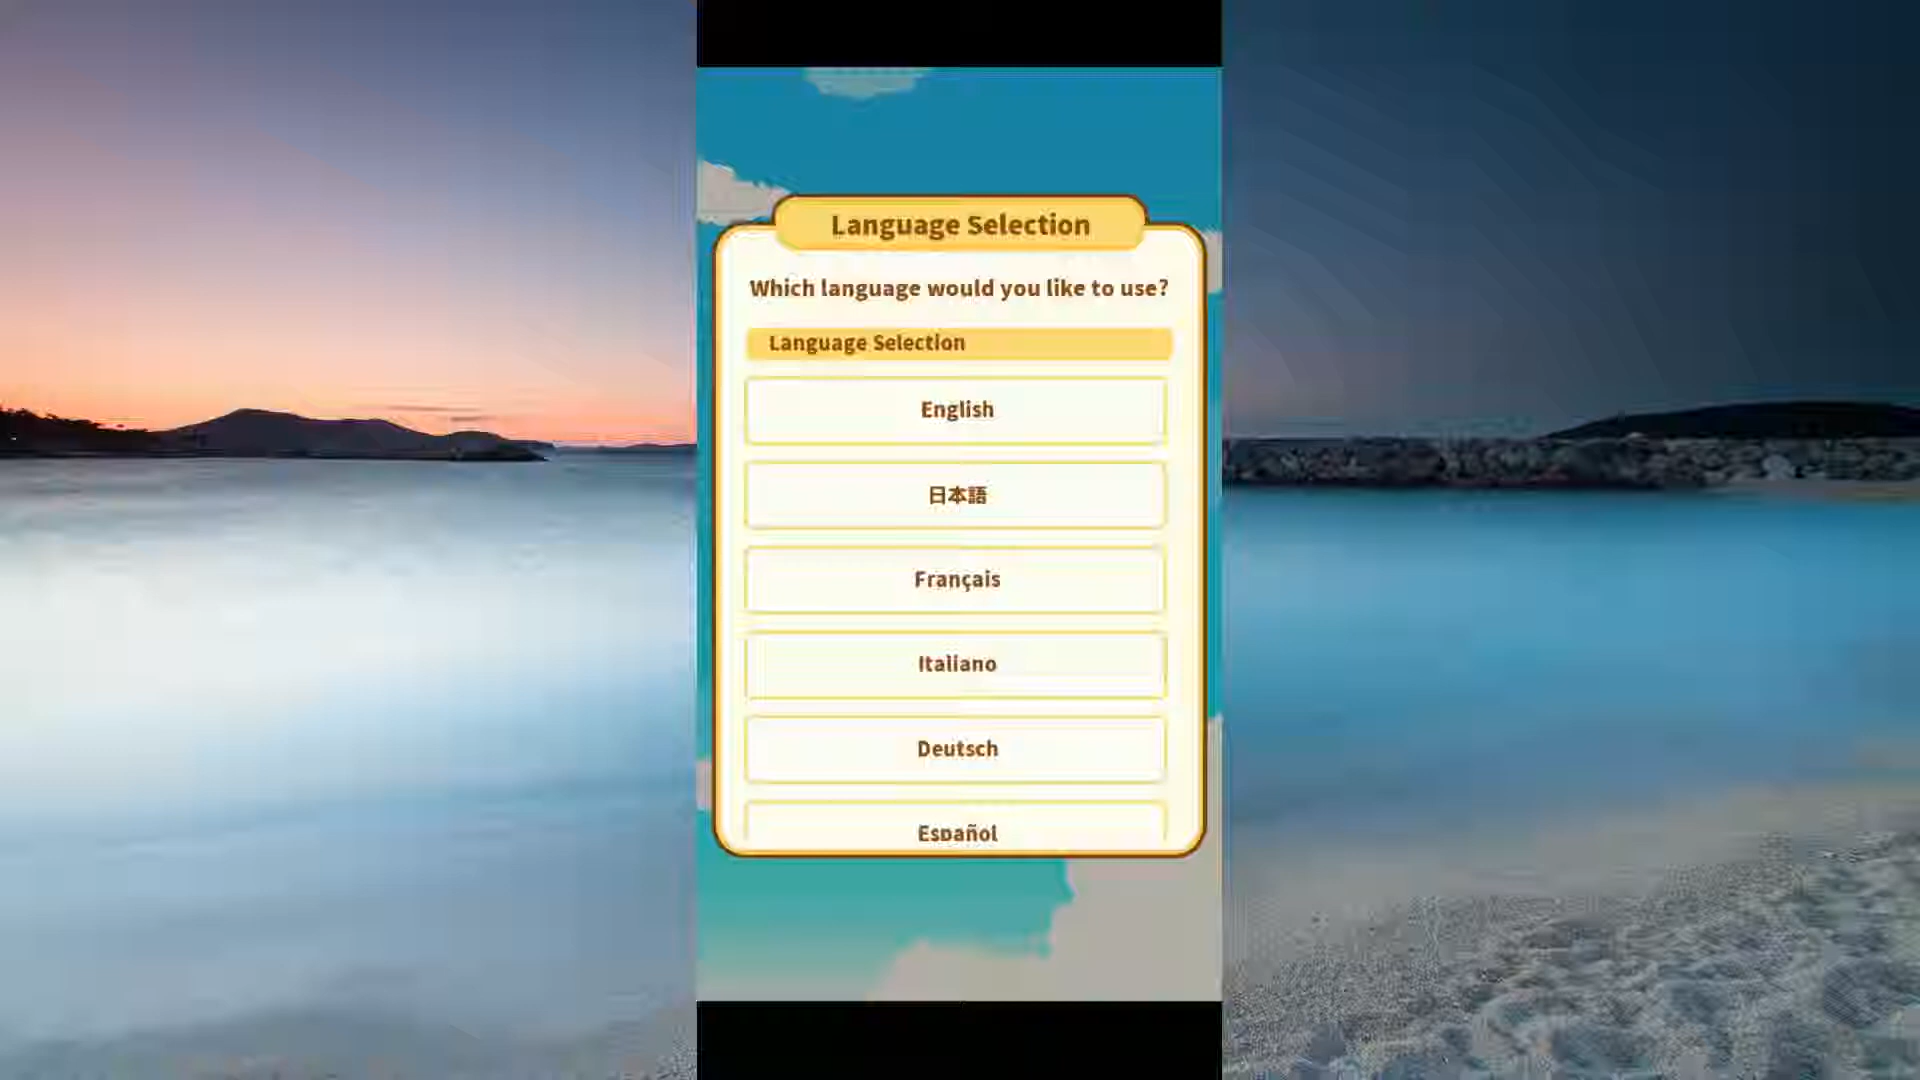 Language Selection
Which language would you like to use?
Language Selection
English
日本語
Français
Italiano
Deutsch
Español